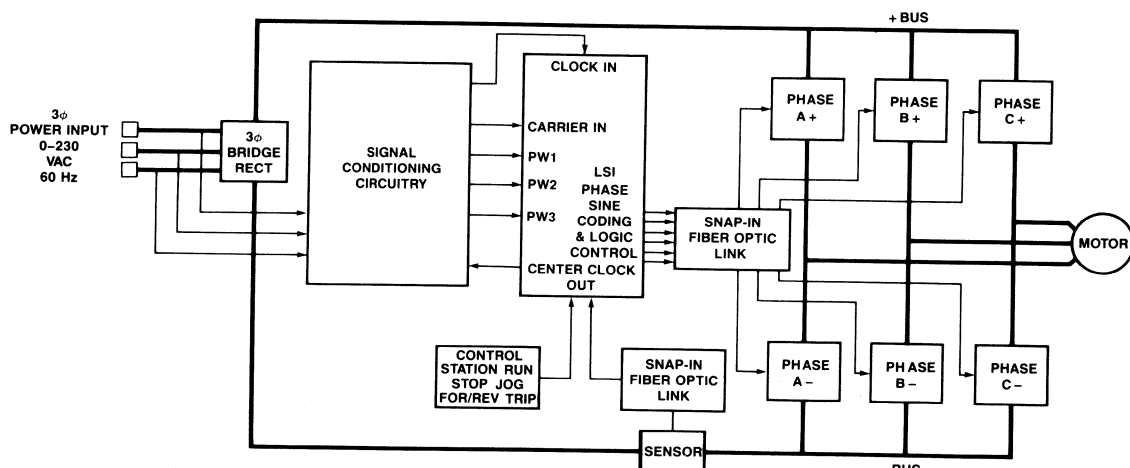 + BUS
3φ
POWER INPUT
0–230
VAC
60 Hz
3φ
BRIDGE
RECT
SIGNAL
CONDITIONING
CIRCUITRY
CLOCK IN
CARRIER IN
PW1
PW2
PW3
LSI
PHASE
SINE
CODING
& LOGIC
CONTROL
CENTER CLOCK
OUT
SNAP-IN
FIBER OPTIC
LINK
PHASE
A+
PHASE
B+
PHASE
C+
MOTOR
PHASE
A–
PHASE
B–
PHASE
C–
CONTROL
STATION RUN
STOP JOG
FOR/REV TRIP
SNAP-IN
FIBER OPTIC
LINK
SENSOR